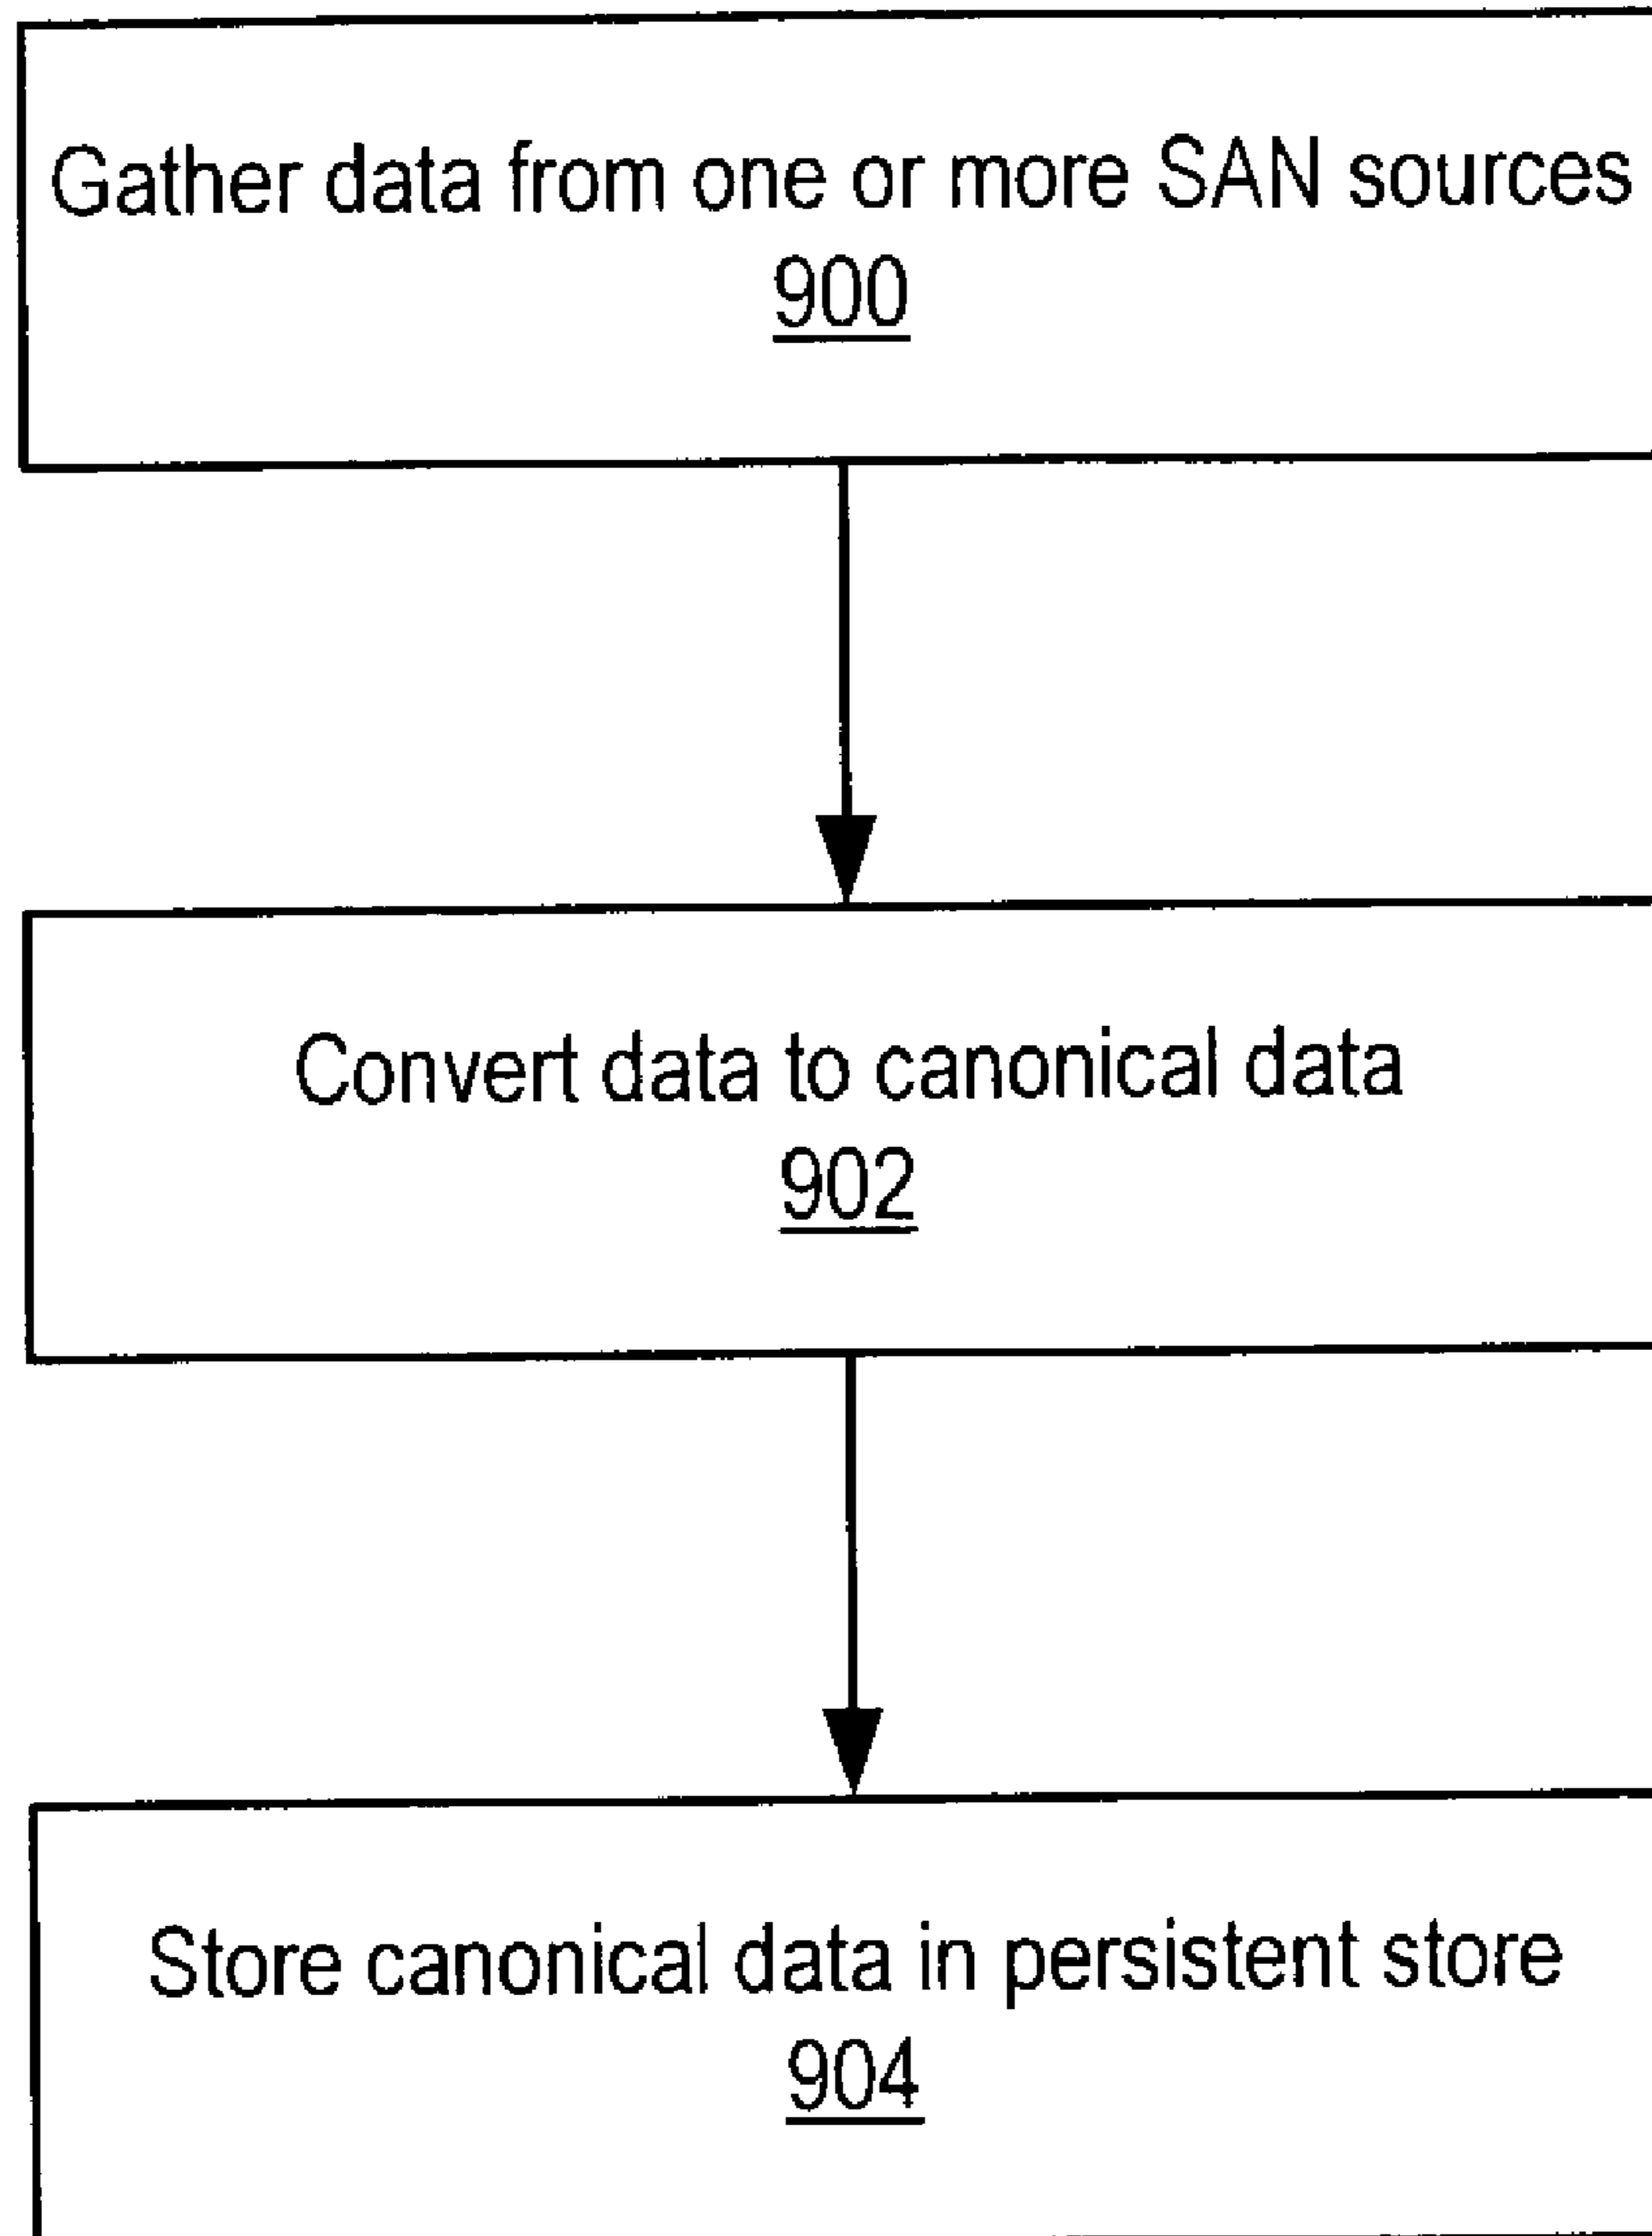 Gather data from one or more SAN sources
900
Convert data to canonical data
902
Store canonical data in persistent store
904